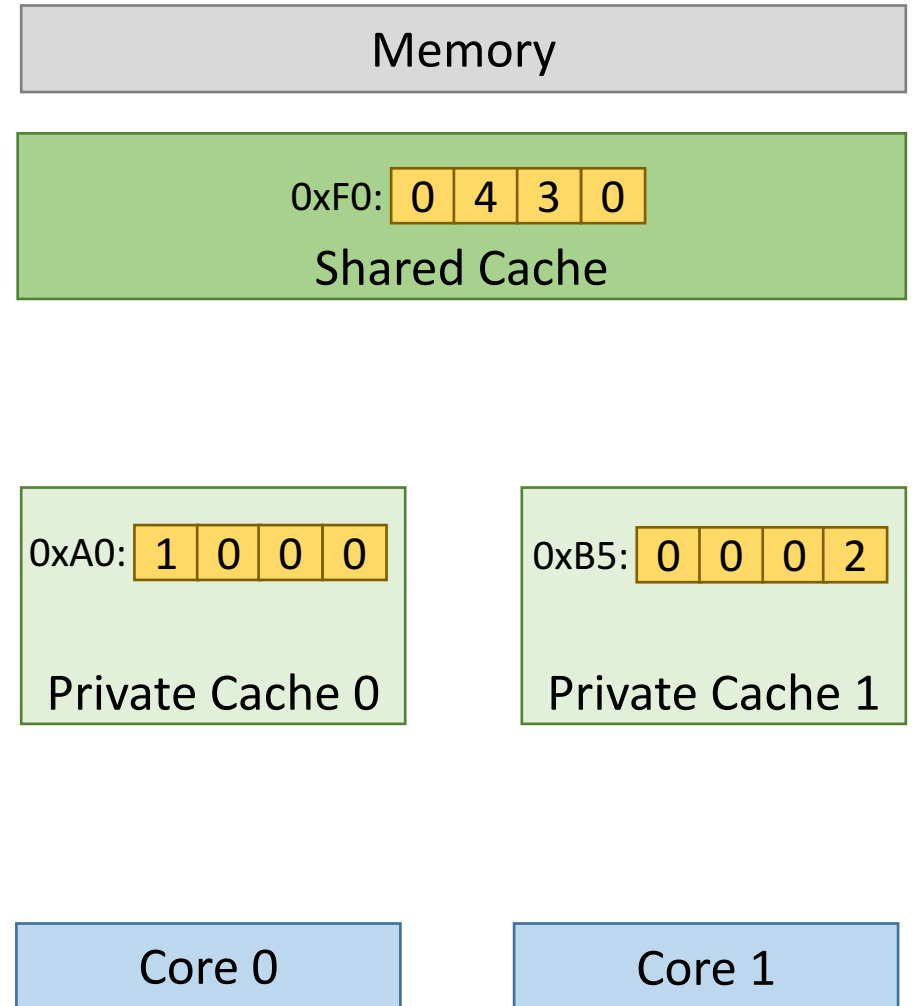 Memory
0xF0: 0 4 3 0
Shared Cache
0xA0: 1 0 0 0
Private Cache 0
0xB5: 0 0 0 2
Private Cache 1
Core 0
Core 1